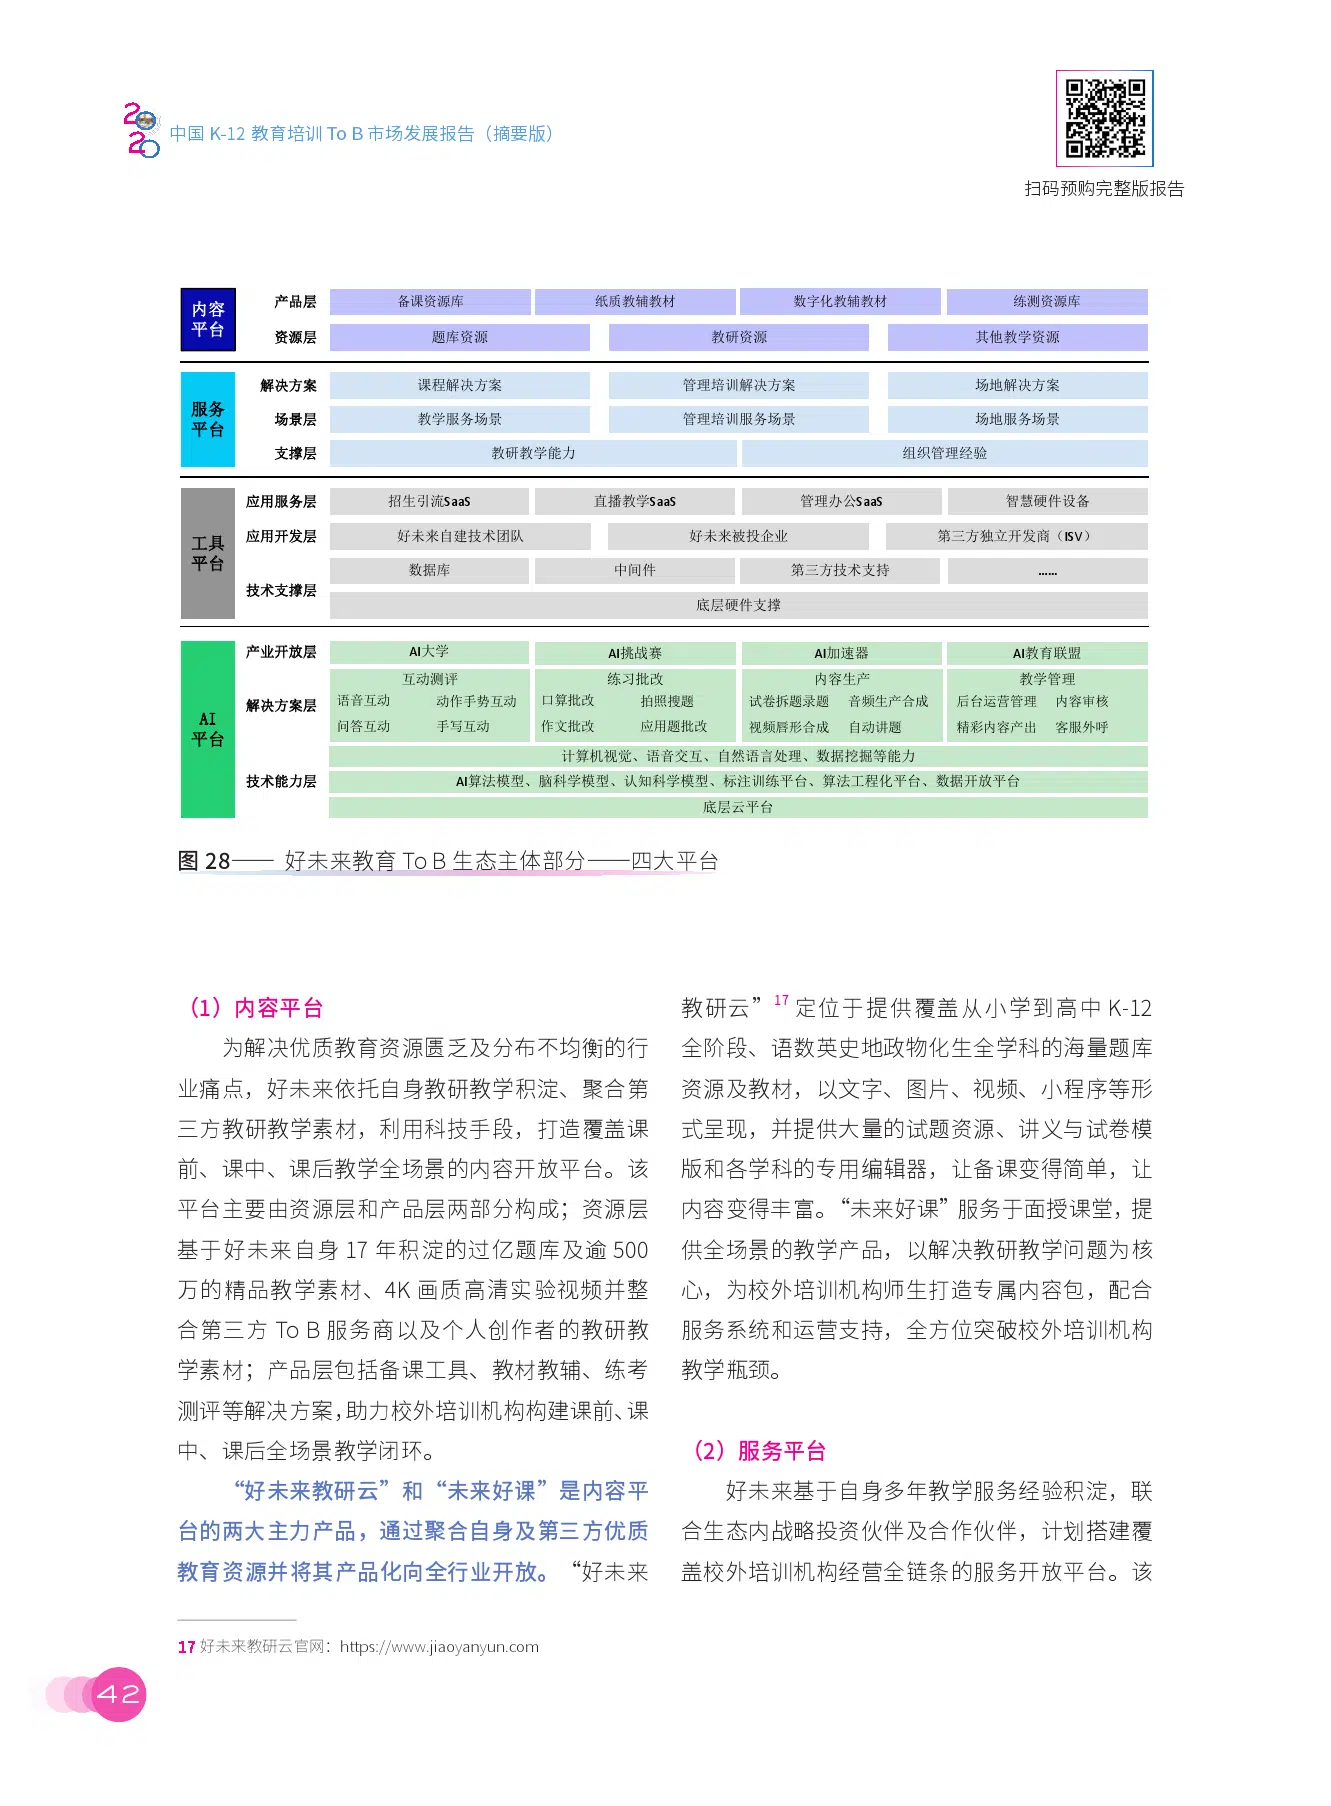 2020
中国 K-12 教育培训 To B 市场发展报告（摘要版）
扫码预购完整版报告
内容
平台
产品层 备课资源库 纸质教辅教材 数字化教辅教材 练测资源库
资源层 题库资源 教研资源 其他教学资源
服务
平台
解决方案 课程解决方案 管理培训解决方案 场地解决方案
场景层 教学服务场景 管理培训服务场景 场地服务场景
支撑层 教研教学能力 组织管理经验
工具
平台
应用服务层 招生引流SaaS 直播教学SaaS 管理办公SaaS 智慧硬件设备
应用开发层 好未来自建技术团队 好未来被投企业 第三方独立开发商（ISV）
技术支撑层 数据库 中间件 第三方技术支持 ……
底层硬件支撑
AI
平台
产业开放层 AI大学 AI挑战赛 AI加速器 AI教育联盟
解决方案层 互动测评 练习批改 内容生产 教学管理
语音互动 动作手势互动 口算批改 拍照搜题 试卷拆题录题 音频生产合成 后台运营管理 内容审核
问答互动 手写互动 作文批改 应用题批改 视频唇形合成 自动讲题 精彩内容产出 客服外呼
技术能力层 计算机视觉、语音交互、自然语言处理、数据挖掘等能力
AI算法模型、脑科学模型、认知科学模型、标注训练平台、算法工程化平台、数据开放平台
底层云平台
图 28—— 好未来教育 To B 生态主体部分——四大平台
（1）内容平台
为解决优质教育资源匮乏及分布不均衡的行
业痛点，好未来依托自身教研教学积淀、聚合第
三方教研教学素材，利用科技手段，打造覆盖课
前、课中、课后教学全场景的内容开放平台。该
平台主要由资源层和产品层两部分构成；资源层
基于好未来自身 17 年积淀的过亿题库及逾 500
万的精品教学素材、4K 画质高清实验视频并整
合第三方 To B 服务商以及个人创作者的教研教
学素材；产品层包括备课工具、教材教辅、练考
测评等解决方案，助力校外培训机构构建课前、课
中、课后全场景教学闭环。
“好未来教研云”和“未来好课”是内容平
台的两大主力产品，通过聚合自身及第三方优质
教育资源并将其产品化向全行业开放。“好未来
教研云”17 定位于提供覆盖从小学到高中 K-12
全阶段、语数英史地政物化生全学科的海量题库
资源及教材，以文字、图片、视频、小程序等形
式呈现，并提供大量的试题资源、讲义与试卷模
版和各学科的专用编辑器，让备课变得简单，让
内容变得丰富。“未来好课”服务于面授课堂，提
供全场景的教学产品，以解决教研教学问题为核
心，为校外培训机构师生打造专属内容包，配合
服务系统和运营支持，全方位突破校外培训机构
教学瓶颈。
（2）服务平台
好未来基于自身多年教学服务经验积淀，联
合生态内战略投资伙伴及合作伙伴，计划搭建覆
盖校外培训机构经营全链条的服务开放平台。该
17 好未来教研云官网：https://www.jiaoyanyun.com
42